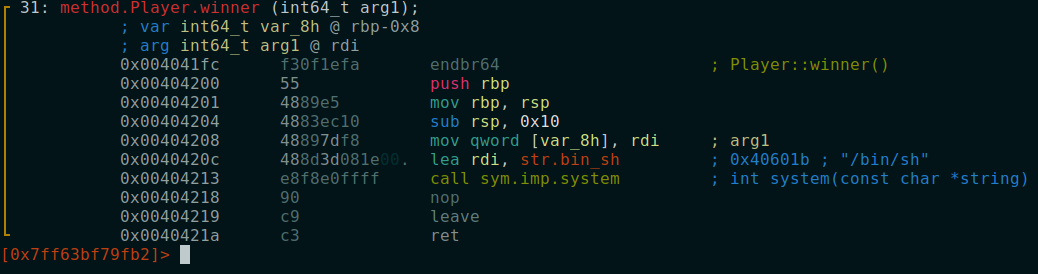 31: method.Player.winner (int64_t arg1);
; var int64_t var_8h @ rbp-0x8
; arg int64_t arg1 @ rdi
0x004041fc f30f1efa endbr64 ; Player::winner()
0x00404200 55 push rbp
0x00404201 4889e5 mov rbp, rsp
0x00404204 4883ec10 sub rsp, 0x10
0x00404208 48897df8 mov qword [var_8h], rdi ; arg1
0x0040420c 488d3d081e00. lea rdi, str.bin_sh ; 0x40601b ; "/bin/sh"
0x00404213 e8f8e0ffff call sym.imp.system ; int system(const char *string)
0x00404218 90 nop
0x00404219 c9 leave
0x0040421a c3 ret
[0x7ff63bf79fb2]>